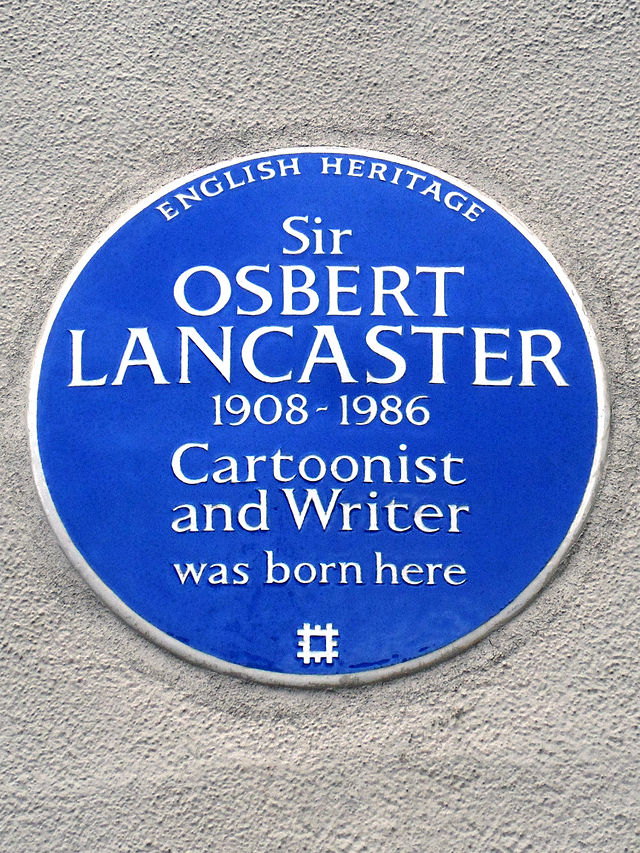 ENGLISH HERITAGE
Sir
OSBERT
LANCASTER
1908 - 1986
Cartoonist
and Writer
was born here